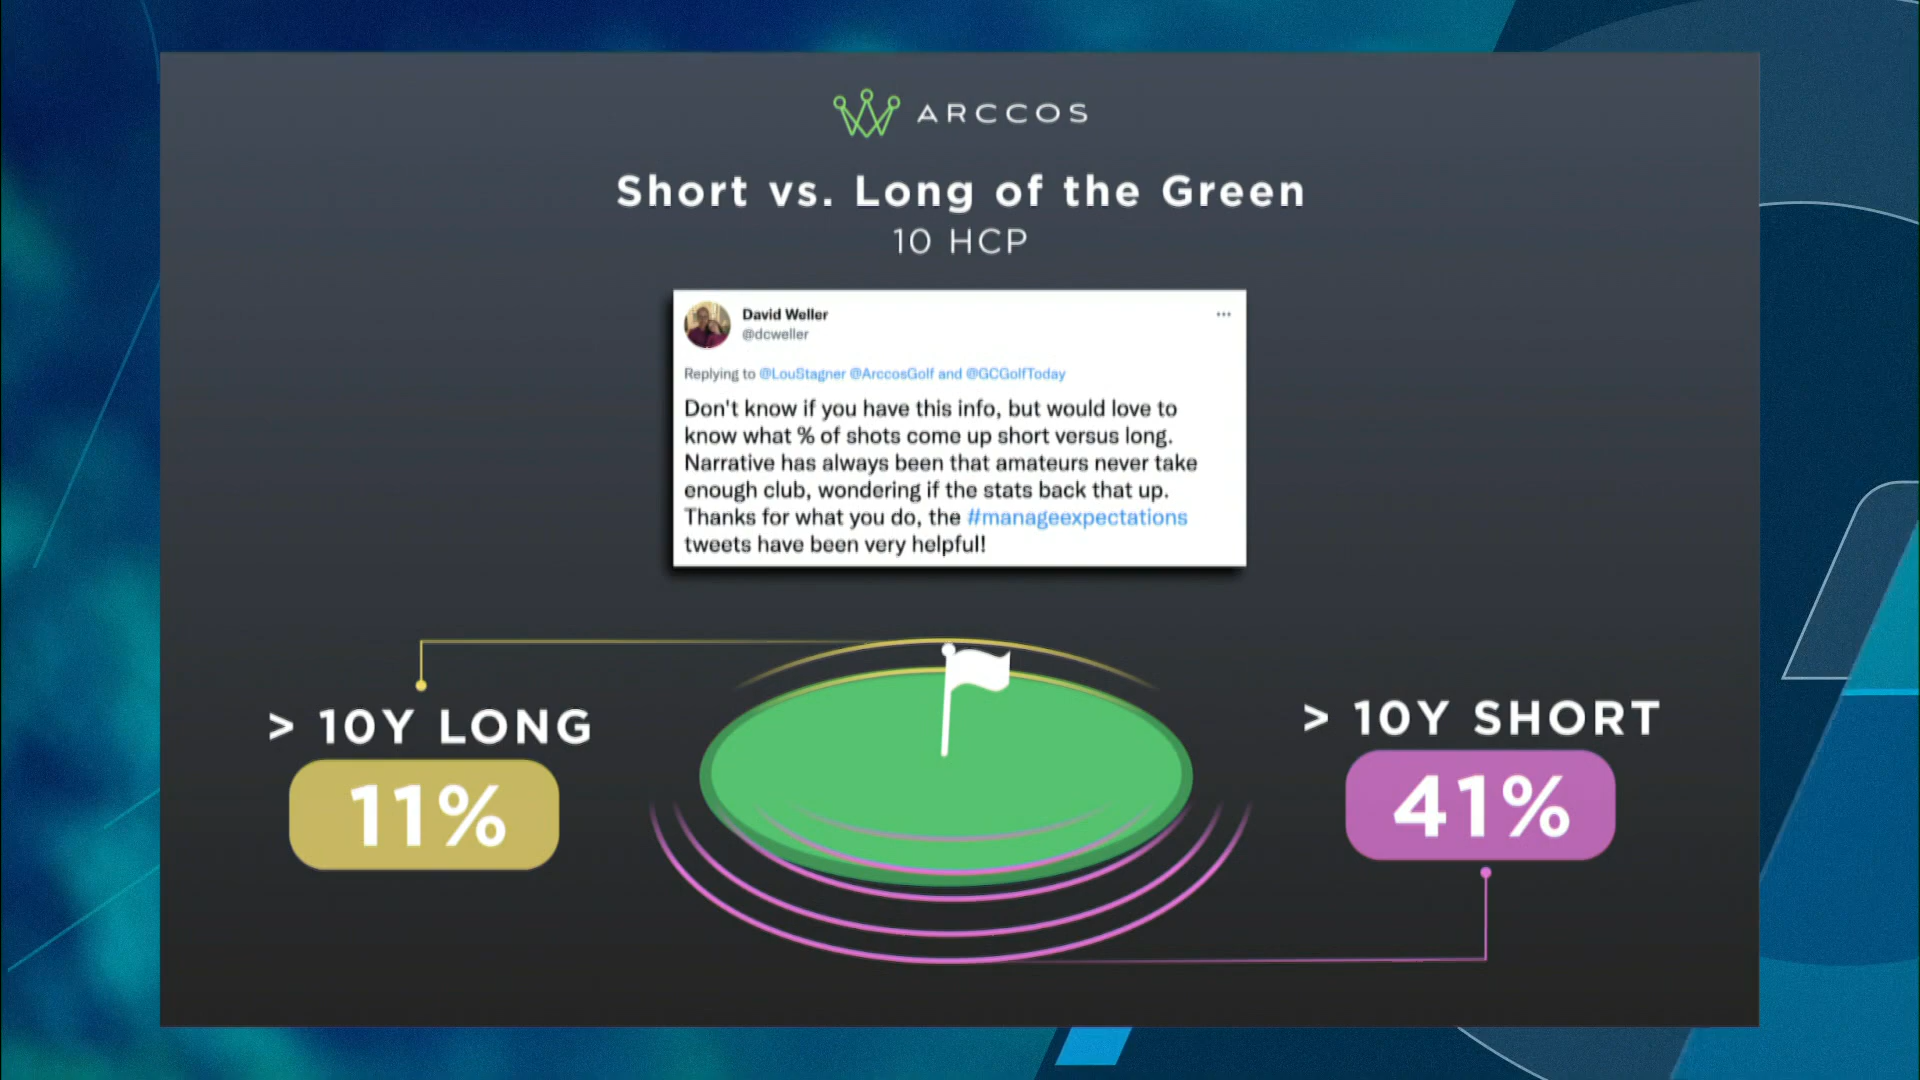 ARCCOS
Short vs. Long of the Green
10 HCP
David Weller
@dcweller
Replying to @LouStagner @ArccosGolf and @GCGolfToday
Don't know if you have this info, but would love to
know what % of shots come up short versus long.
Narrative has always been that amateurs never take
enough club, wondering if the stats back that up.
Thanks for what you do, the #manageexpectations
tweets have been very helpful!
> 10Y LONG
11%
> 10Y SHORT
41%